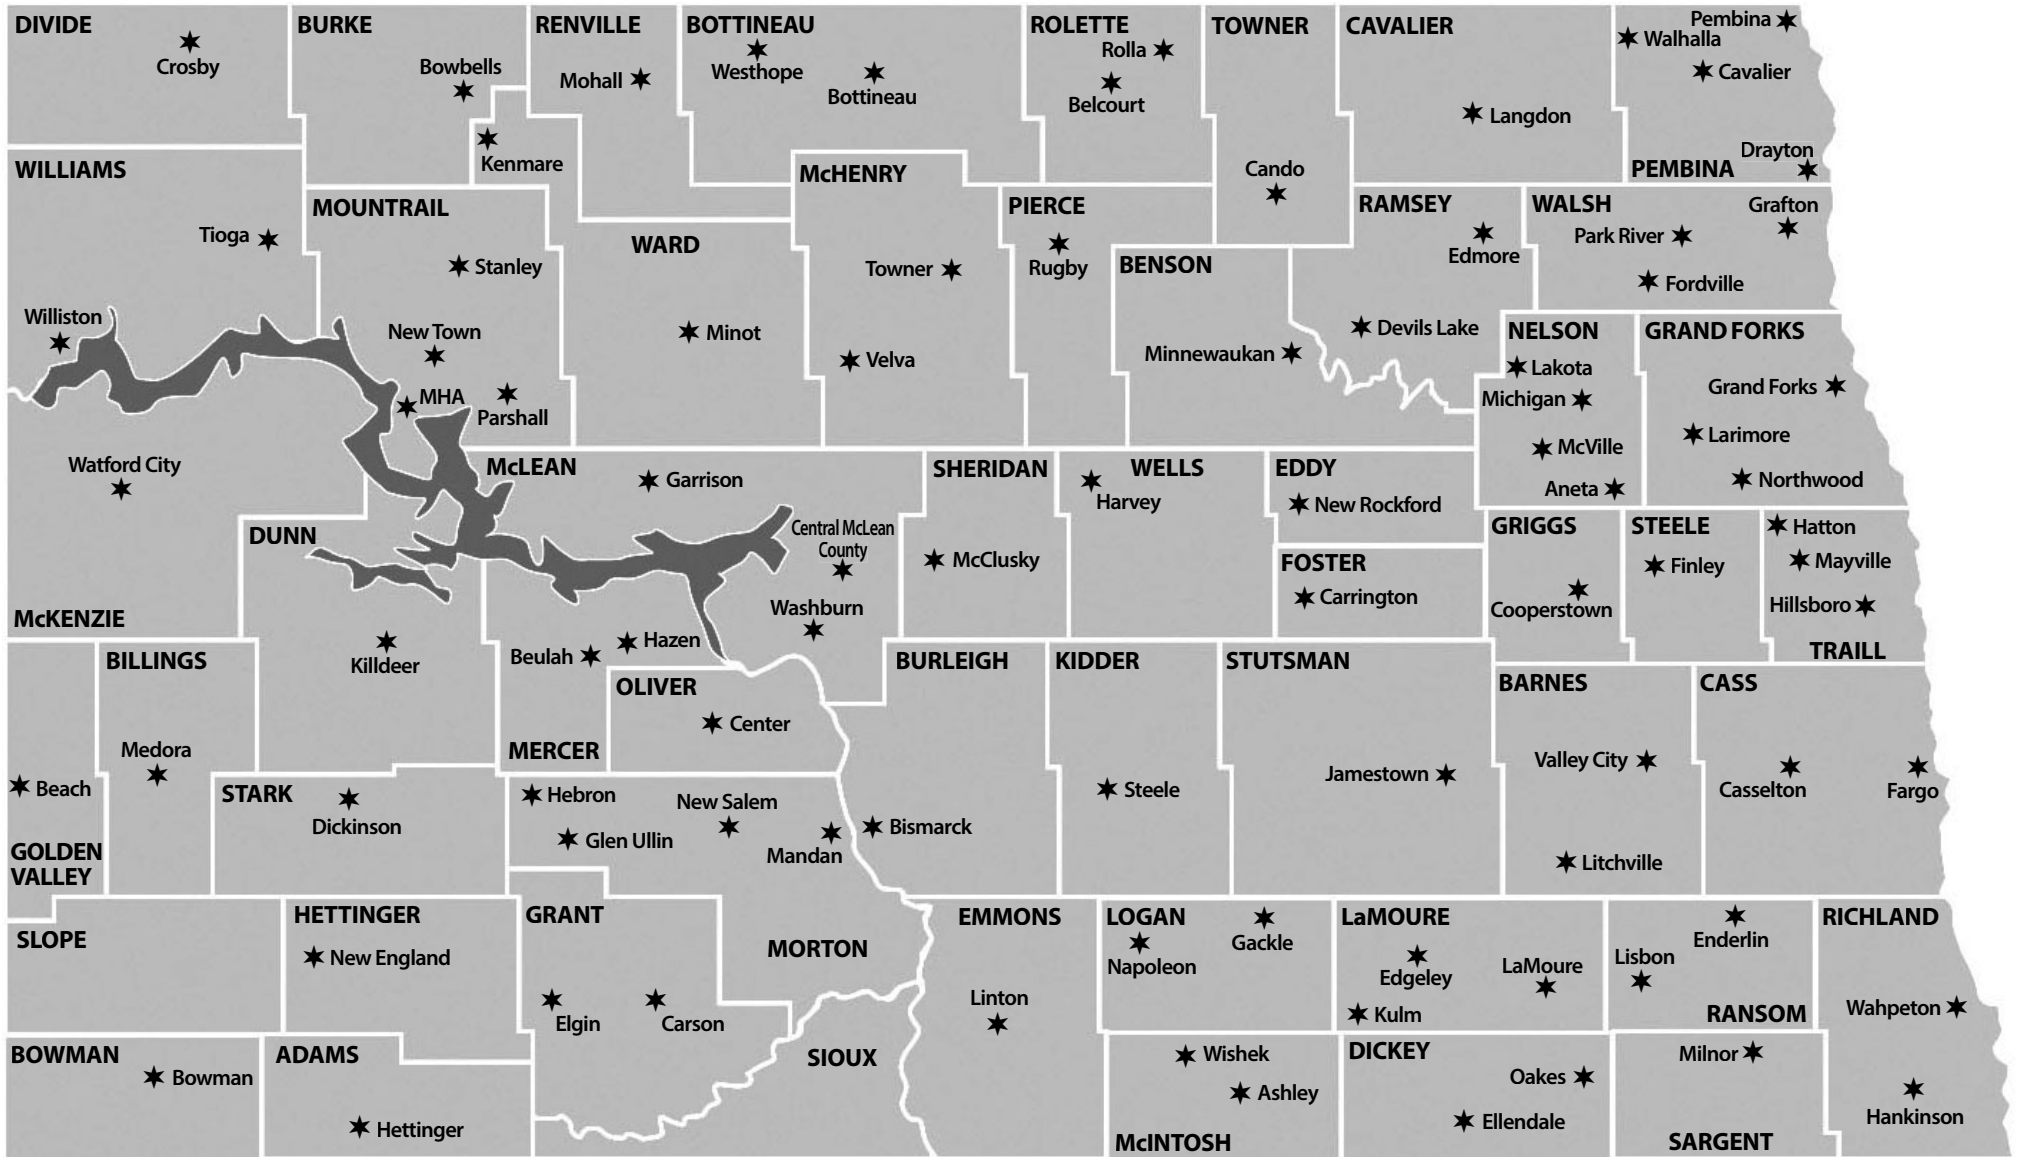 DIVIDE
Crosby
BURKE
Bowbells
RENVILLE
Mohall
BOTTINEAU
Westhope
Bottineau
ROLETTE
Rolla
Belcourt
TOWNER
Cando
CAVALIER
Langdon
Pembina
Walhalla
Cavalier
Drayton
PEMBINA
WILLIAMS
Tioga
Williston
Kenmare
MOUNTRAIL
Stanley
New Town
MHA
Parshall
WARD
Minot
McHENRY
Towner
Velva
PIERCE
Rugby
BENSON
Minnewaukan
RAMSEY
Edmore
Devils Lake
WALSH
Grafton
Park River
Fordville
NELSON
Lakota
Michigan
McVille
Aneta
GRAND FORKS
Grand Forks
Larimore
Northwood
Watford City
McKENZIE
DUNN
Killdeer
McLEAN
Garrison
Central McLean
County
Washburn
SHERIDAN
McClusky
WELLS
Harvey
EDDY
New Rockford
FOSTER
Carrington
GRIGGS
Cooperstown
STEELE
Finley
Hatton
Mayville
Hillsboro
TRAILL
BILLINGS
Medora
Beach
GOLDEN
VALLEY
STARK
Dickinson
Beulah
Hazen
MERCER
OLIVER
Center
Hebron
Glen Ullin
New Salem
Mandan
MORTON
BURLEIGH
Bismarck
KIDDER
Steele
STUTSMAN
Jamestown
BARNES
Valley City
Litchville
CASS
Casselton
Fargo
SLOPE
HETTINGER
New England
GRANT
Elgin
Carson
EMMONS
Linton
LOGAN
Gackle
Napoleon
LaMOURE
Edgeley
LaMoure
Kulm
Enderlin
Lisbon
RANSOM
RICHLAND
Wahpeton
Hankinson
BOWMAN
Bowman
ADAMS
Hettinger
SIOUX
Wishek
Ashley
McINTOSH
DICKEY
Oakes
Ellendale
Milnor
SARGENT